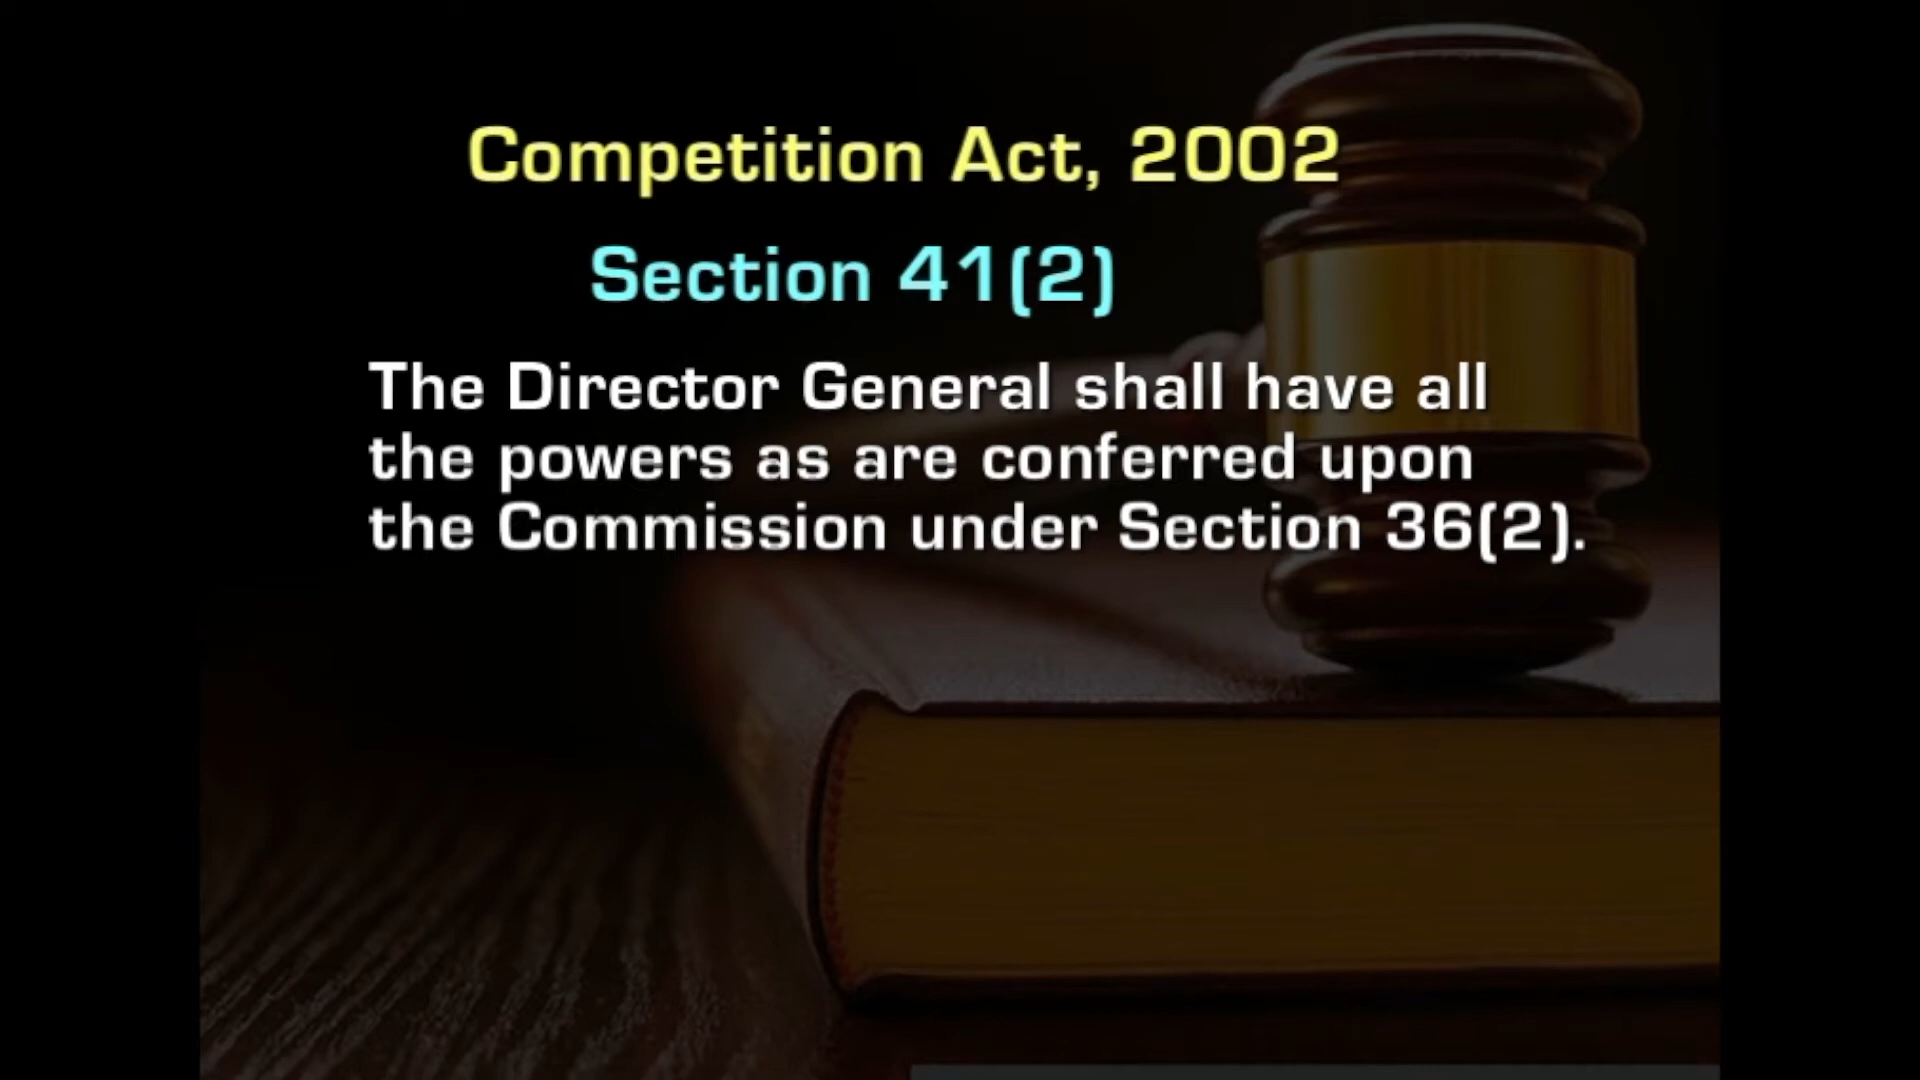 Competition Act, 2002
Section 41(2)
The Director General shall have all
the powers as are conferred upon
the Commission under Section 36(2).